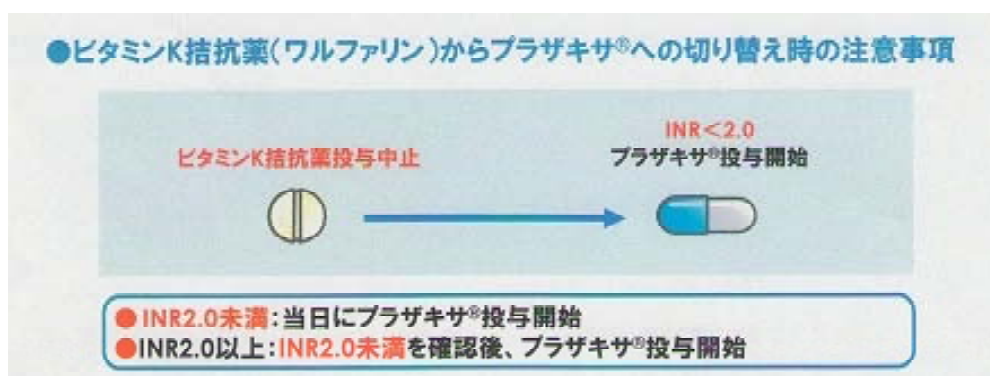 ●ビタミンK拮抗薬(ワルファリン)からプラザキサ®への切り替え時の注意事項
INR<2.0
ビタミンK拮抗薬投与中止
プラザキサ®投与開始
●INR2.0未満:当日にプラザキサ®投与開始
●INR2.0以上:INR2.0未満を確認後、プラザキサ®投与開始